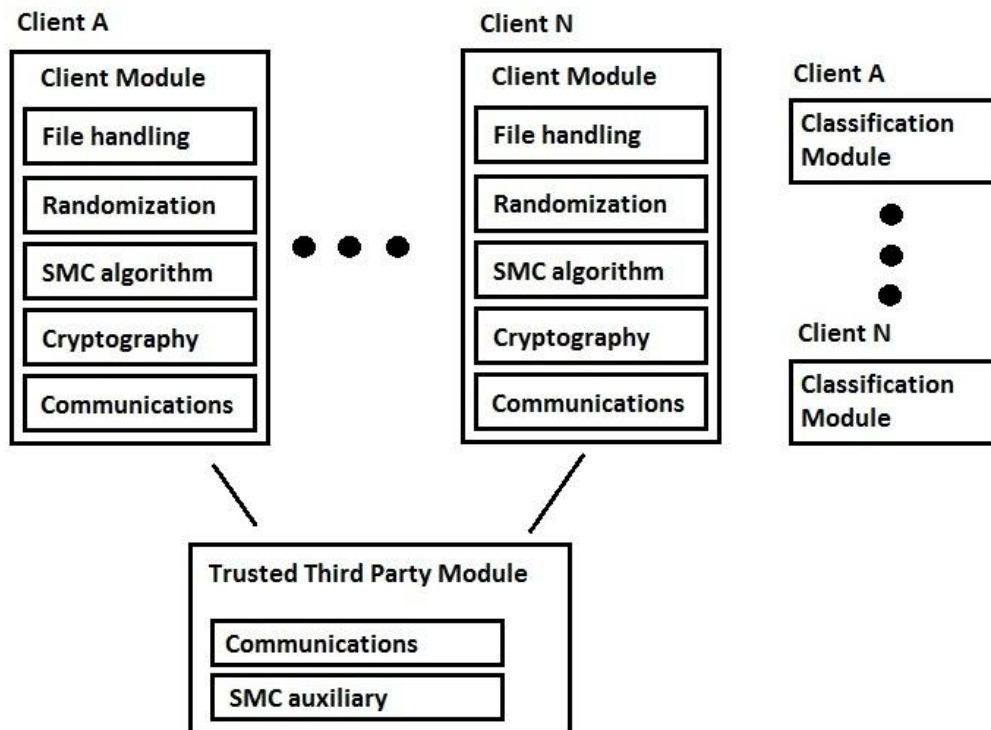 Client A
Client Module
File handling
Randomization
SMC algorithm
Cryptography
Communications
Client N
Client Module
File handling
Randomization
SMC algorithm
Cryptography
Communications
Client A
Classification
Module
Client N
Classification
Module
Trusted Third Party Module
Communications
SMC auxiliary